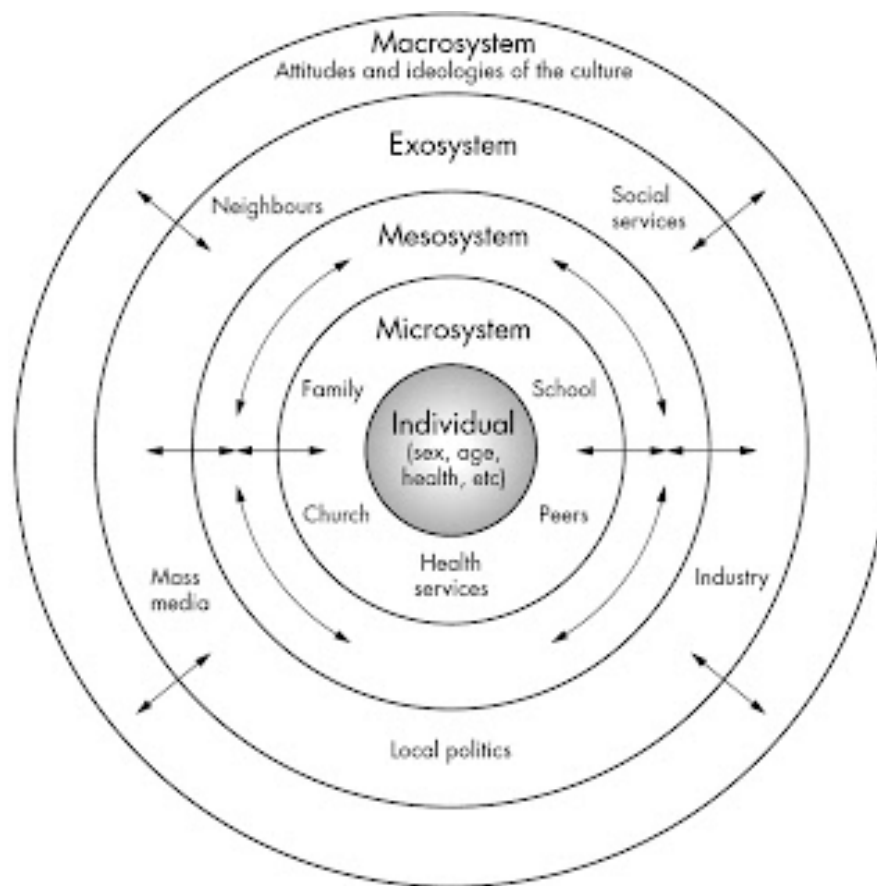 Macrosystem
Attitudes and ideologies of the culture
Exosystem
Neighbours
Social
services
Mesosystem
Microsystem
Family
School
Individual
(sex, age,
health, etc)
Church
Peers
Health
services
Mass
media
Industry
Local politics